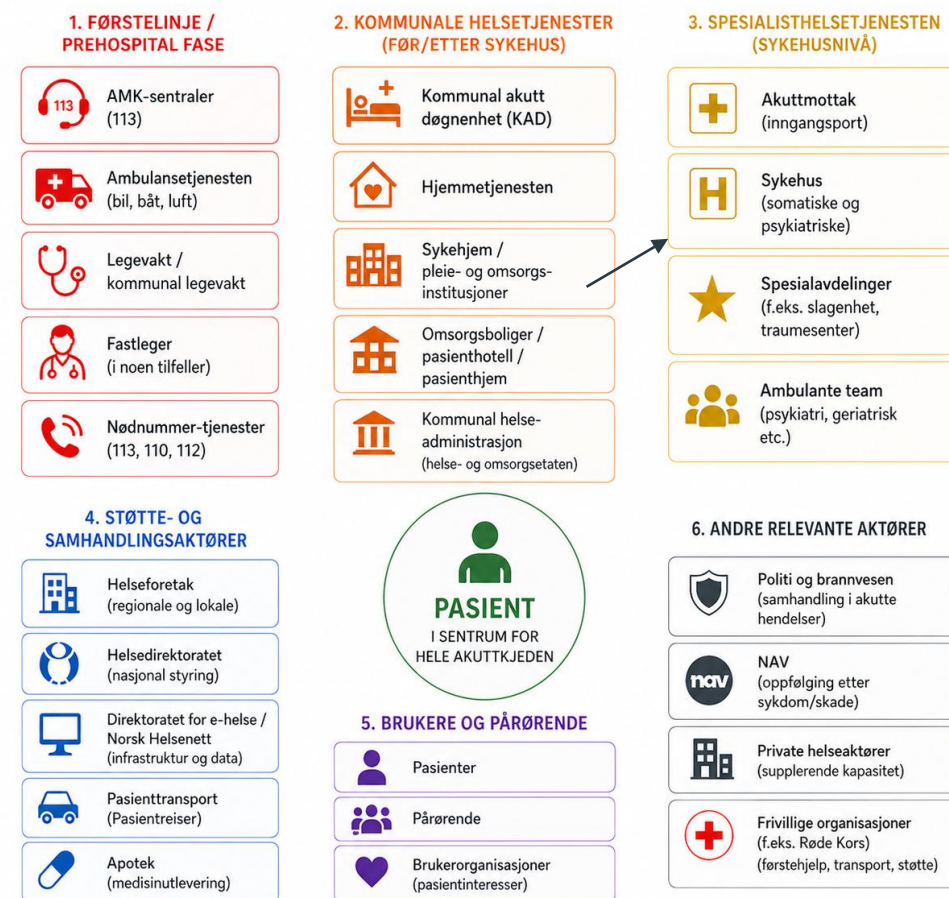 1. FØRSTELINJE /
PREHOSPITAL FASE
113
AMK-sentraler
(113)
Ambulansetjenesten
(bil, båt, luft)
Legevakt /
kommunal legevakt
Fastleger
(i noen tilfeller)
Nødnummer-tjenester
(113, 110, 112)
2. KOMMUNALE HELSETJENESTER
(FØR/ETTER SYKEHUS)
Kommunal akutt
døgnenhet (KAD)
Hjemmetjenesten
Sykehjem /
pleie- og omsorgs-
institusjoner
Omsorgsboliger /
pasienthotell /
pasienthjem
Kommunal helse-
administrasjon
(helse- og omsorgsetaten)
3. SPESIALISTHELSETJENESTEN
(SYKEHUSNIVÅ)
Akuttmottak
(inngangsport)
H
Sykehus
(somatiske og
psykiatriske)
Spesialavdelinger
(f.eks. slagenhet,
traumesenter)
Ambulante team
(psykiatri, geriatrisk
etc.)
4. STØTTE- OG
SAMHANDLINGSAKTØRER
Helseforetak
(regionale og lokale)
Helsedirektoratet
(nasjonal styring)
Direktoratet for e-helse /
Norsk Helsenett
(infrastruktur og data)
Pasienttransport
(Pasientreiser)
Apotek
(medisinutlevering)
PASIENT
I SENTRUM FOR
HELE AKUTTKJEDEN
5. BRUKERE OG PÅRØRENDE
Pasienter
Pårørende
Brukerorganisasjoner
(pasientinteresser)
6. ANDRE RELEVANTE AKTØRER
Politi og brannvesen
(samhandling i akutte
hendelser)
nav
NAV
(oppfølging etter
sykdom/skade)
Private helseaktører
(supplerende kapasitet)
Frivillige organisasjoner
(f.eks. Røde Kors)
(førstehjelp, transport, støtte)